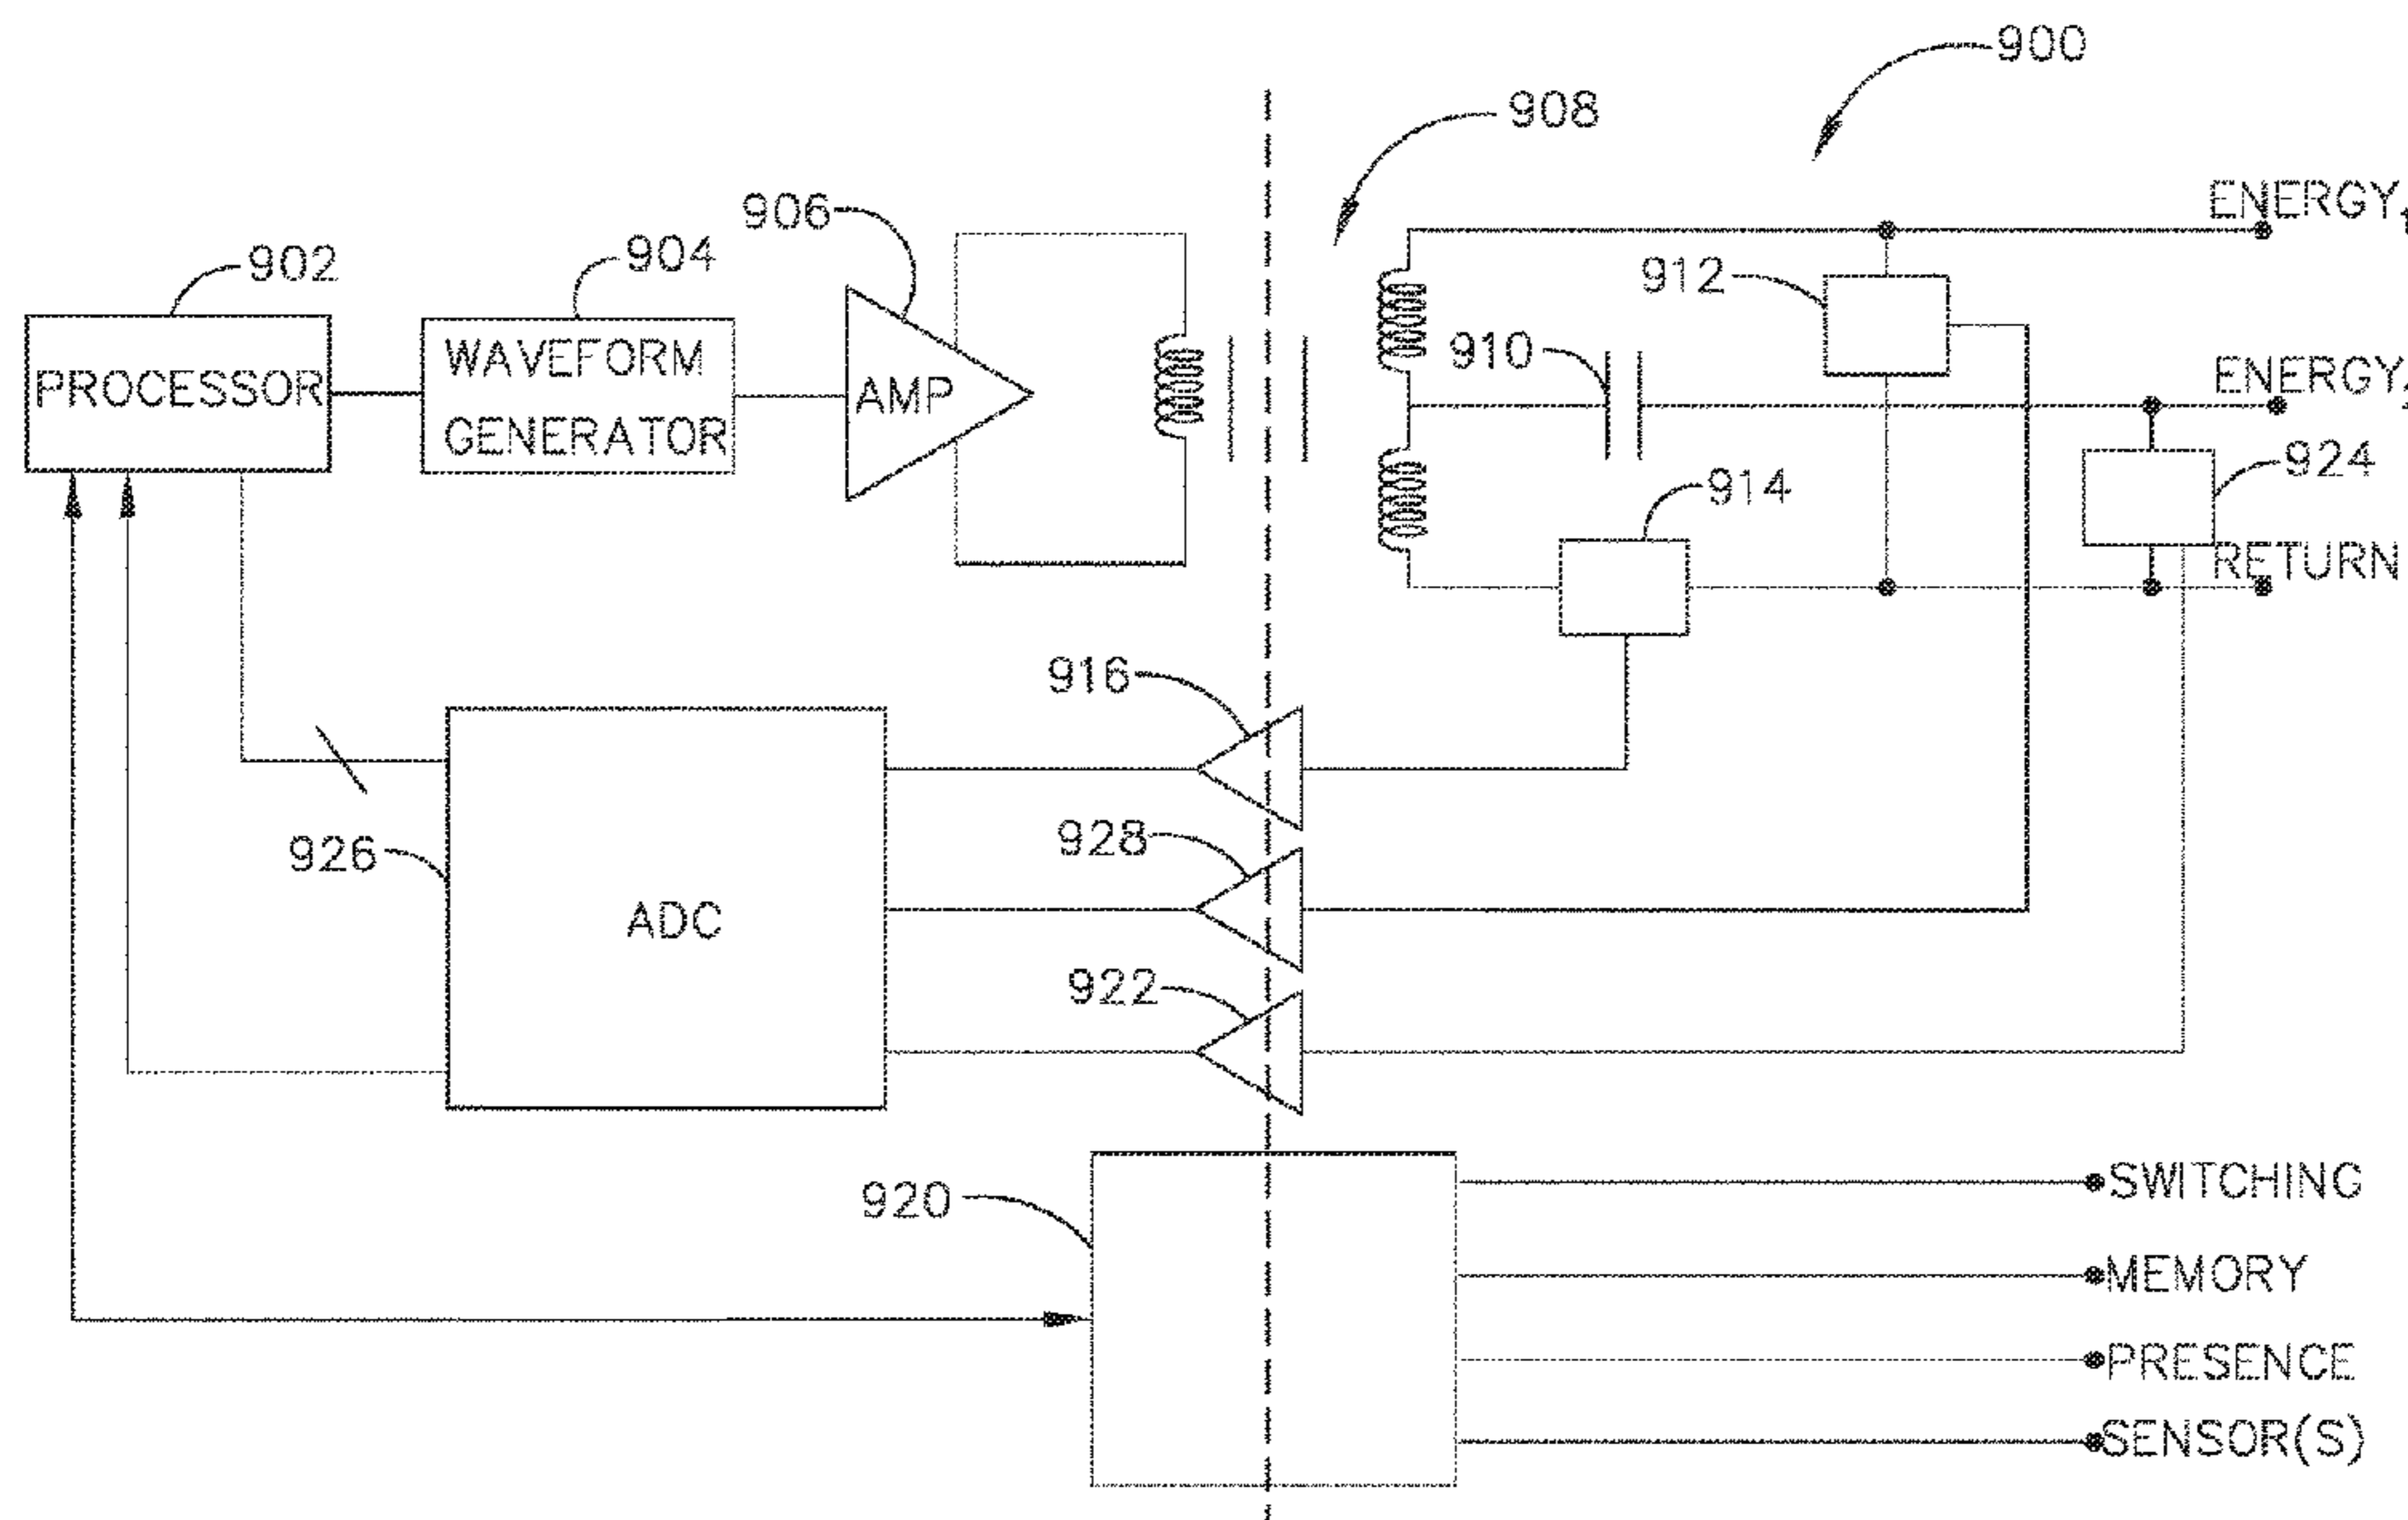 900
908
ENERGY1
906
904
902
912
910
WAVEFORM
GENERATOR
PROCESSOR
AMP
ENERGY
924
914
RETURN
916
928
926
ADC
922
920
SWITCHING
MEMORY
PRESENCE
SENSOR(S)